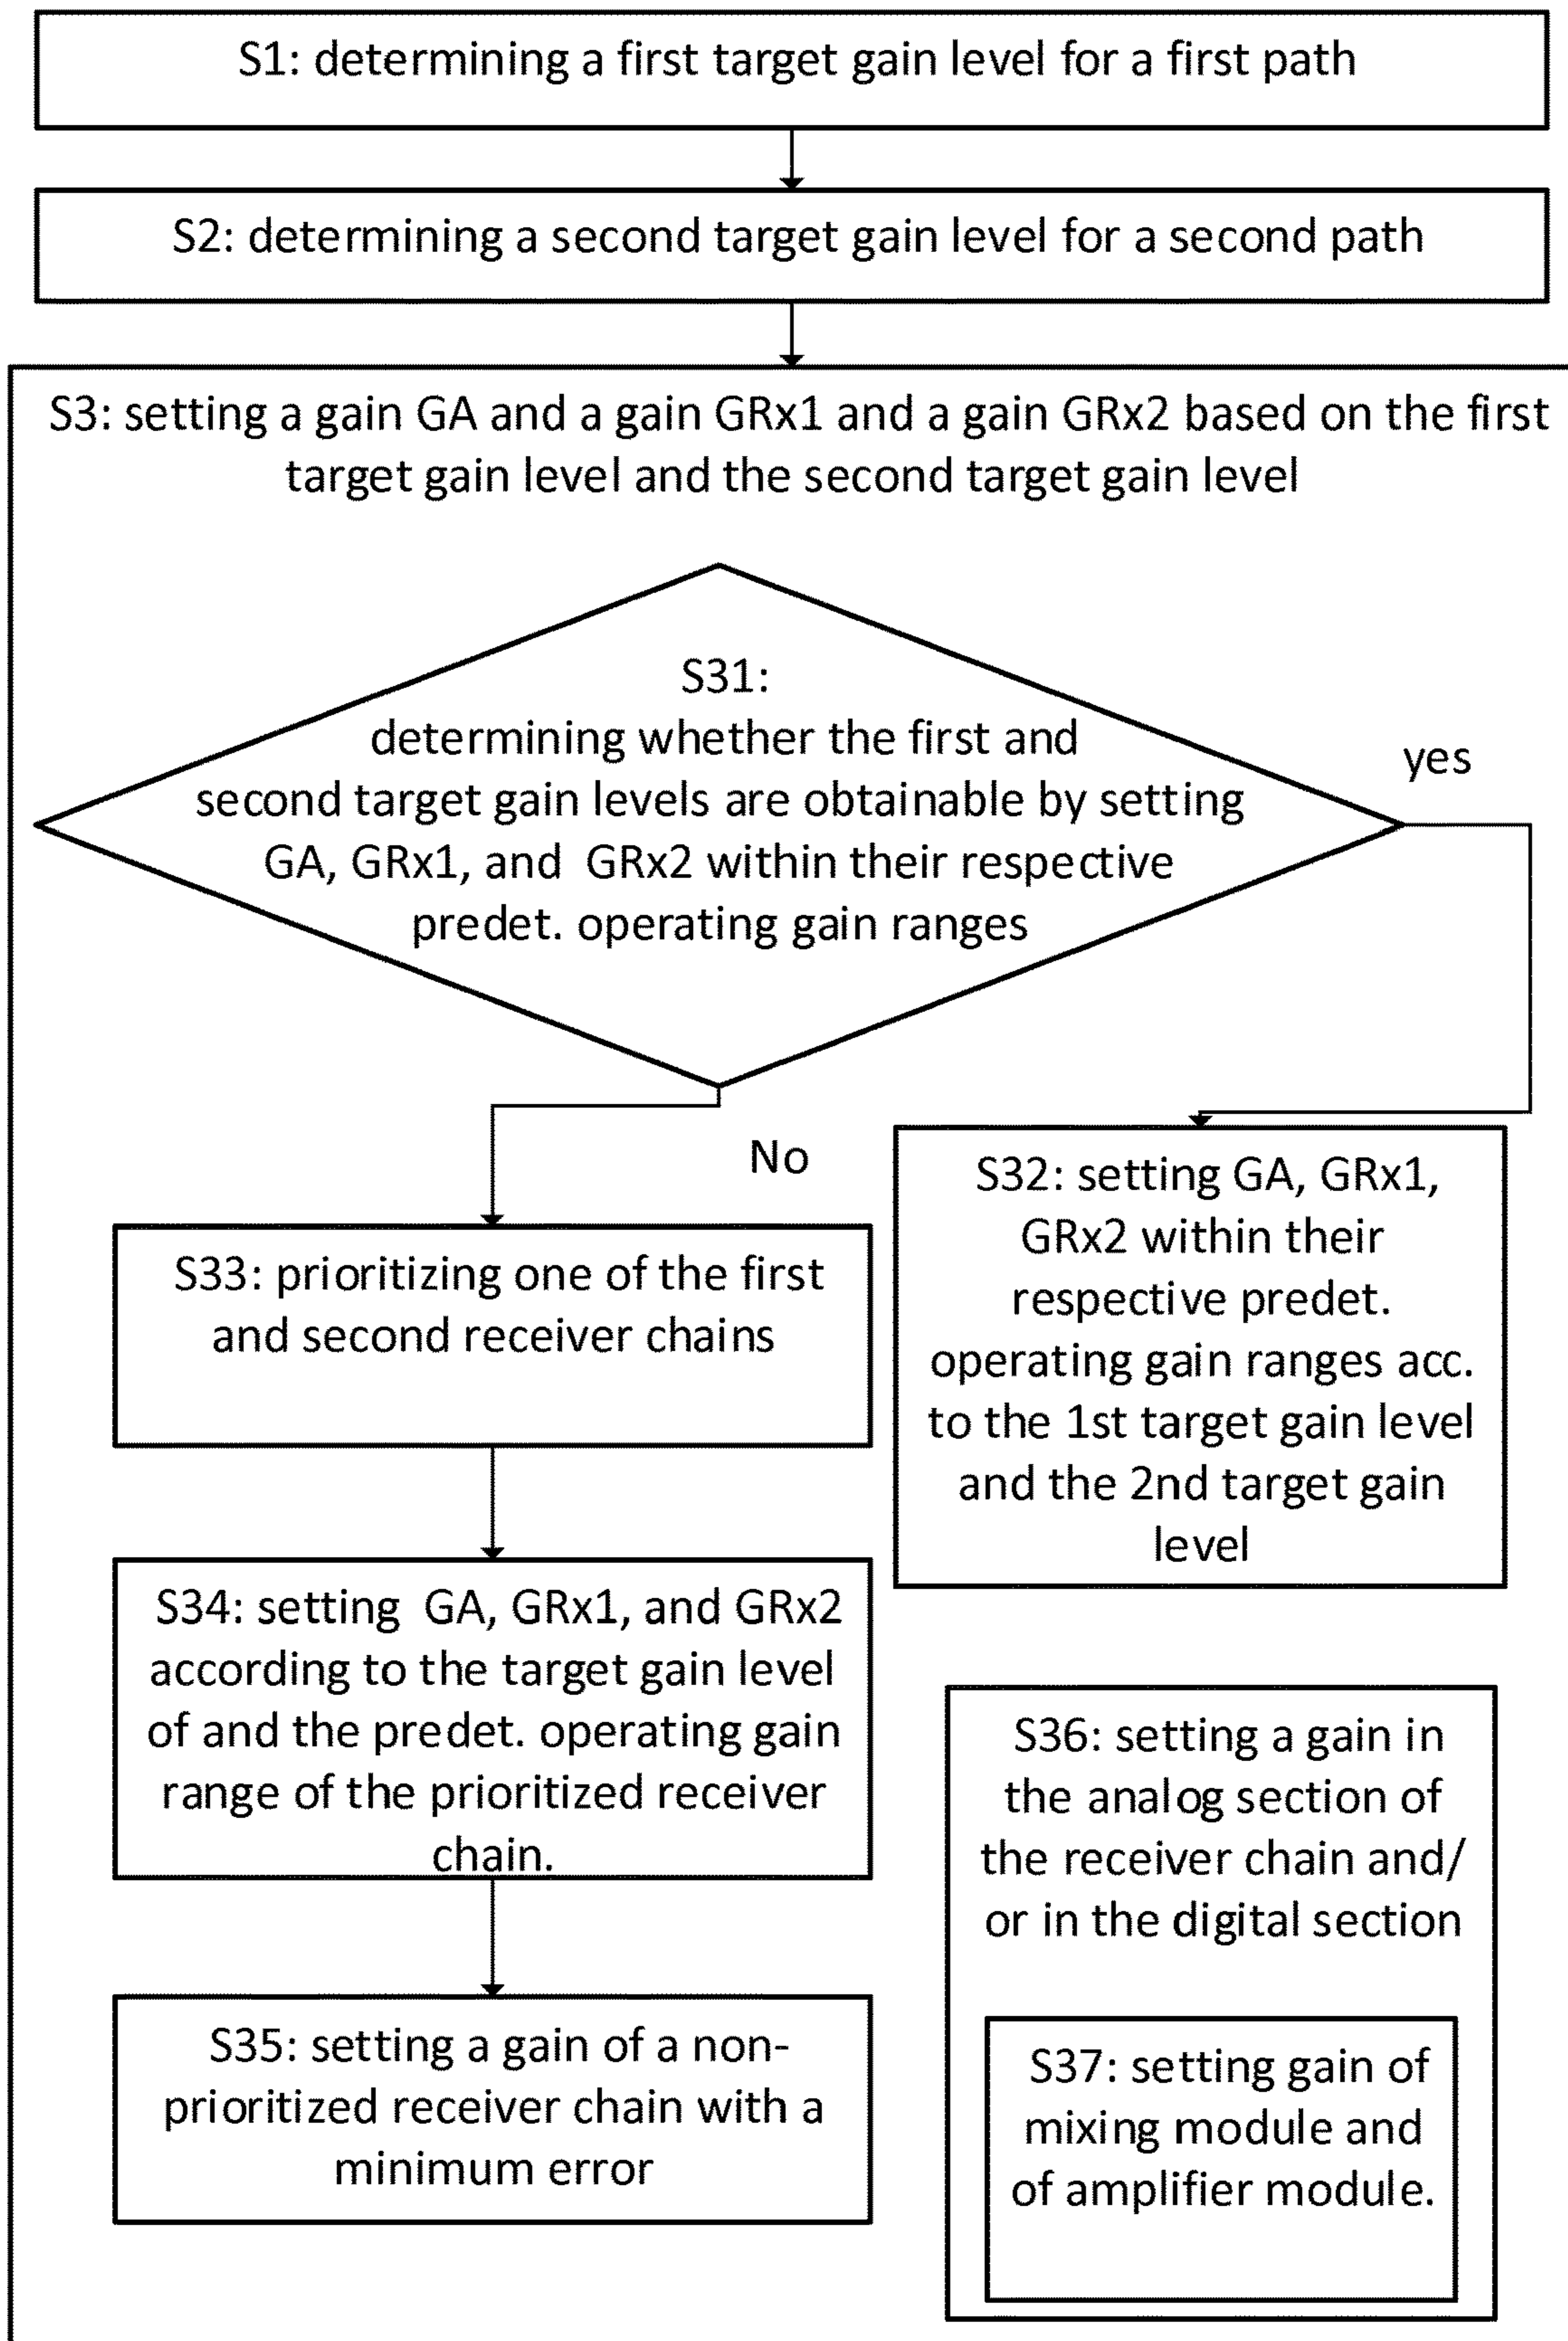 S1: determining a first target gain level for a first path
S2: determining a second target gain level for a second path
S3: setting a gain GA and a gain GRx1 and a gain GRx2 based on the first
target gain level and the second target gain level
S31:
determining whether the first and
second target gain levels are obtainable by setting
GA, GRx1, and GRx2 within their respective
predet. operating gain ranges
yes
No
S32: setting GA, GRx1,
GRx2 within their
respective predet.
operating gain ranges acc.
to the 1st target gain level
and the 2nd target gain
level
S33: prioritizing one of the first
and second receiver chains
S34: setting GA, GRx1, and GRx2
according to the target gain level
of and the predet. operating gain
range of the prioritized receiver
chain.
S35: setting a gain of a non-
prioritized receiver chain with a
minimum error
S36: setting a gain in
the analog section of
the receiver chain and/
or in the digital section
S37: setting gain of
mixing module and
of amplifier module.